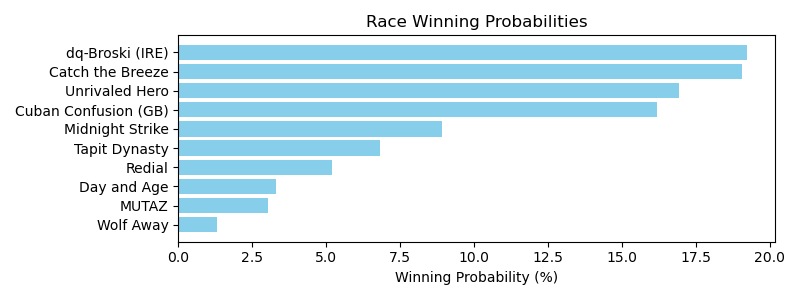 Race Winning Probabilities
dq-Broski (IRE)
Catch the Breeze
Unrivaled Hero
Cuban Confusion (GB)
Midnight Strike
Tapit Dynasty
Redial
Day and Age
MUTAZ
Wolf Away
0.0 2.5 5.0 7.5 10.0 12.5 15.0 17.5 20.0
Winning Probability (%)